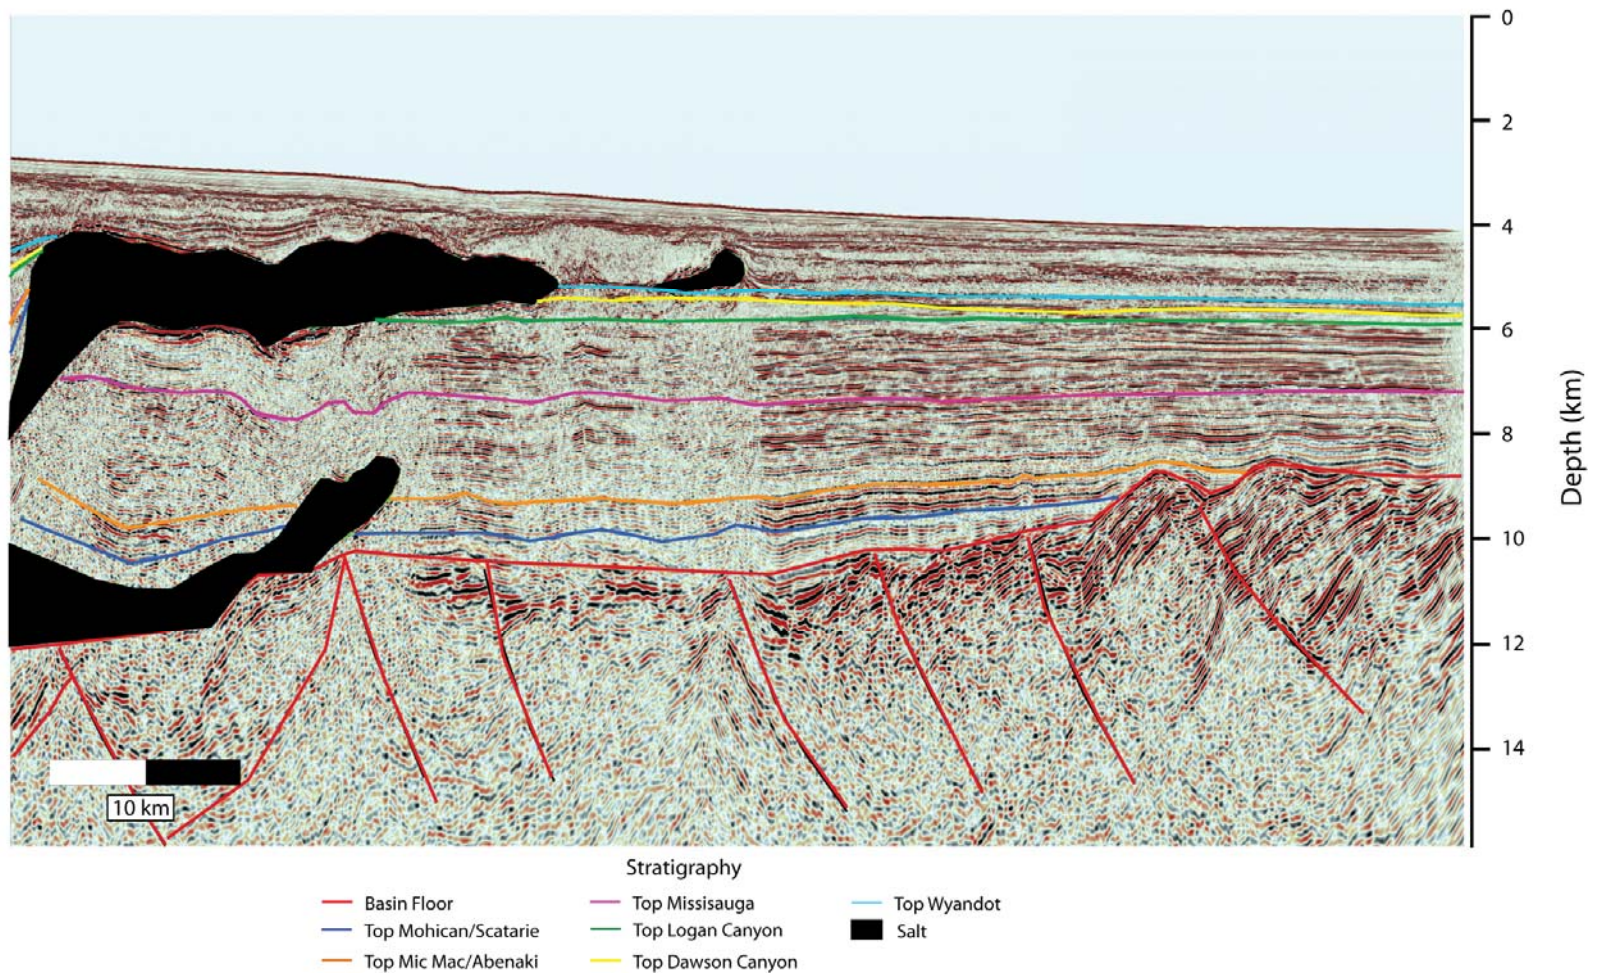 0
2
4
6
8
10
12
14
Depth (km)
10 km
Stratigraphy
Basin Floor
Top Missisauga
Top Wyandot
Top Mohican/Scatarie
Top Logan Canyon
Salt
Top Mic Mac/Abenaki
Top Dawson Canyon